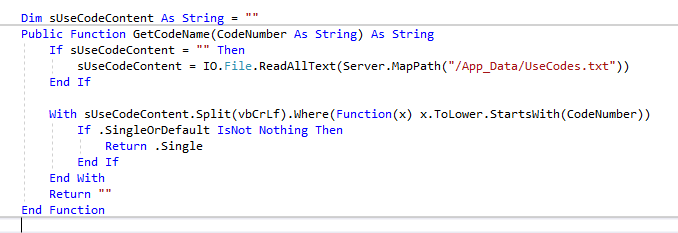 Dim sUseCodeContent As String = ""
Public Function GetCodeName(CodeNumber As String) As String
If sUseCodeContent = "" Then
sUseCodeContent = IO.File.ReadAllText(Server.MapPath("/App_Data/UseCodes.txt"))
End If
With sUseCodeContent.Split(vbCrLf).Where(Function(x) x.ToLower.StartsWith(CodeNumber))
If .SingleOrDefault IsNot Nothing Then
Return .Single
End If
End With
Return ""
End Function